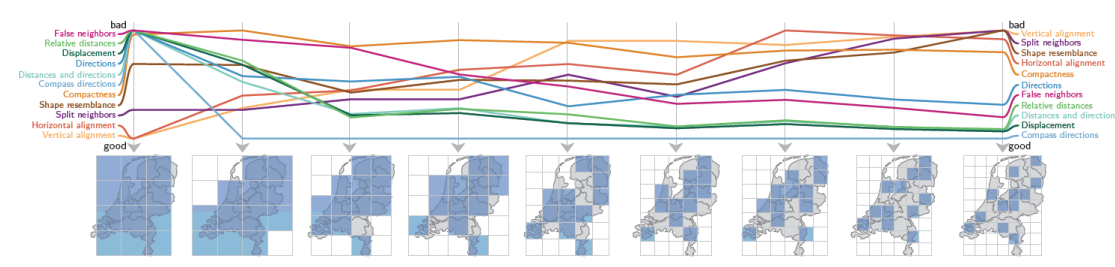 bad
False neighbors
Relative distances
Displacement
Directions
Distances and directions
Compass directions
Compactness
Shape resemblance
Split neighbors
Horizontal alignment
Vertical alignment
good
bad
Vertical alignment
Split neighbors
Shape resemblance
Horizontal alignment
Compactness
Directions
False neighbors
Relative distances
Distances and direction
Displacement
Compass directions
good